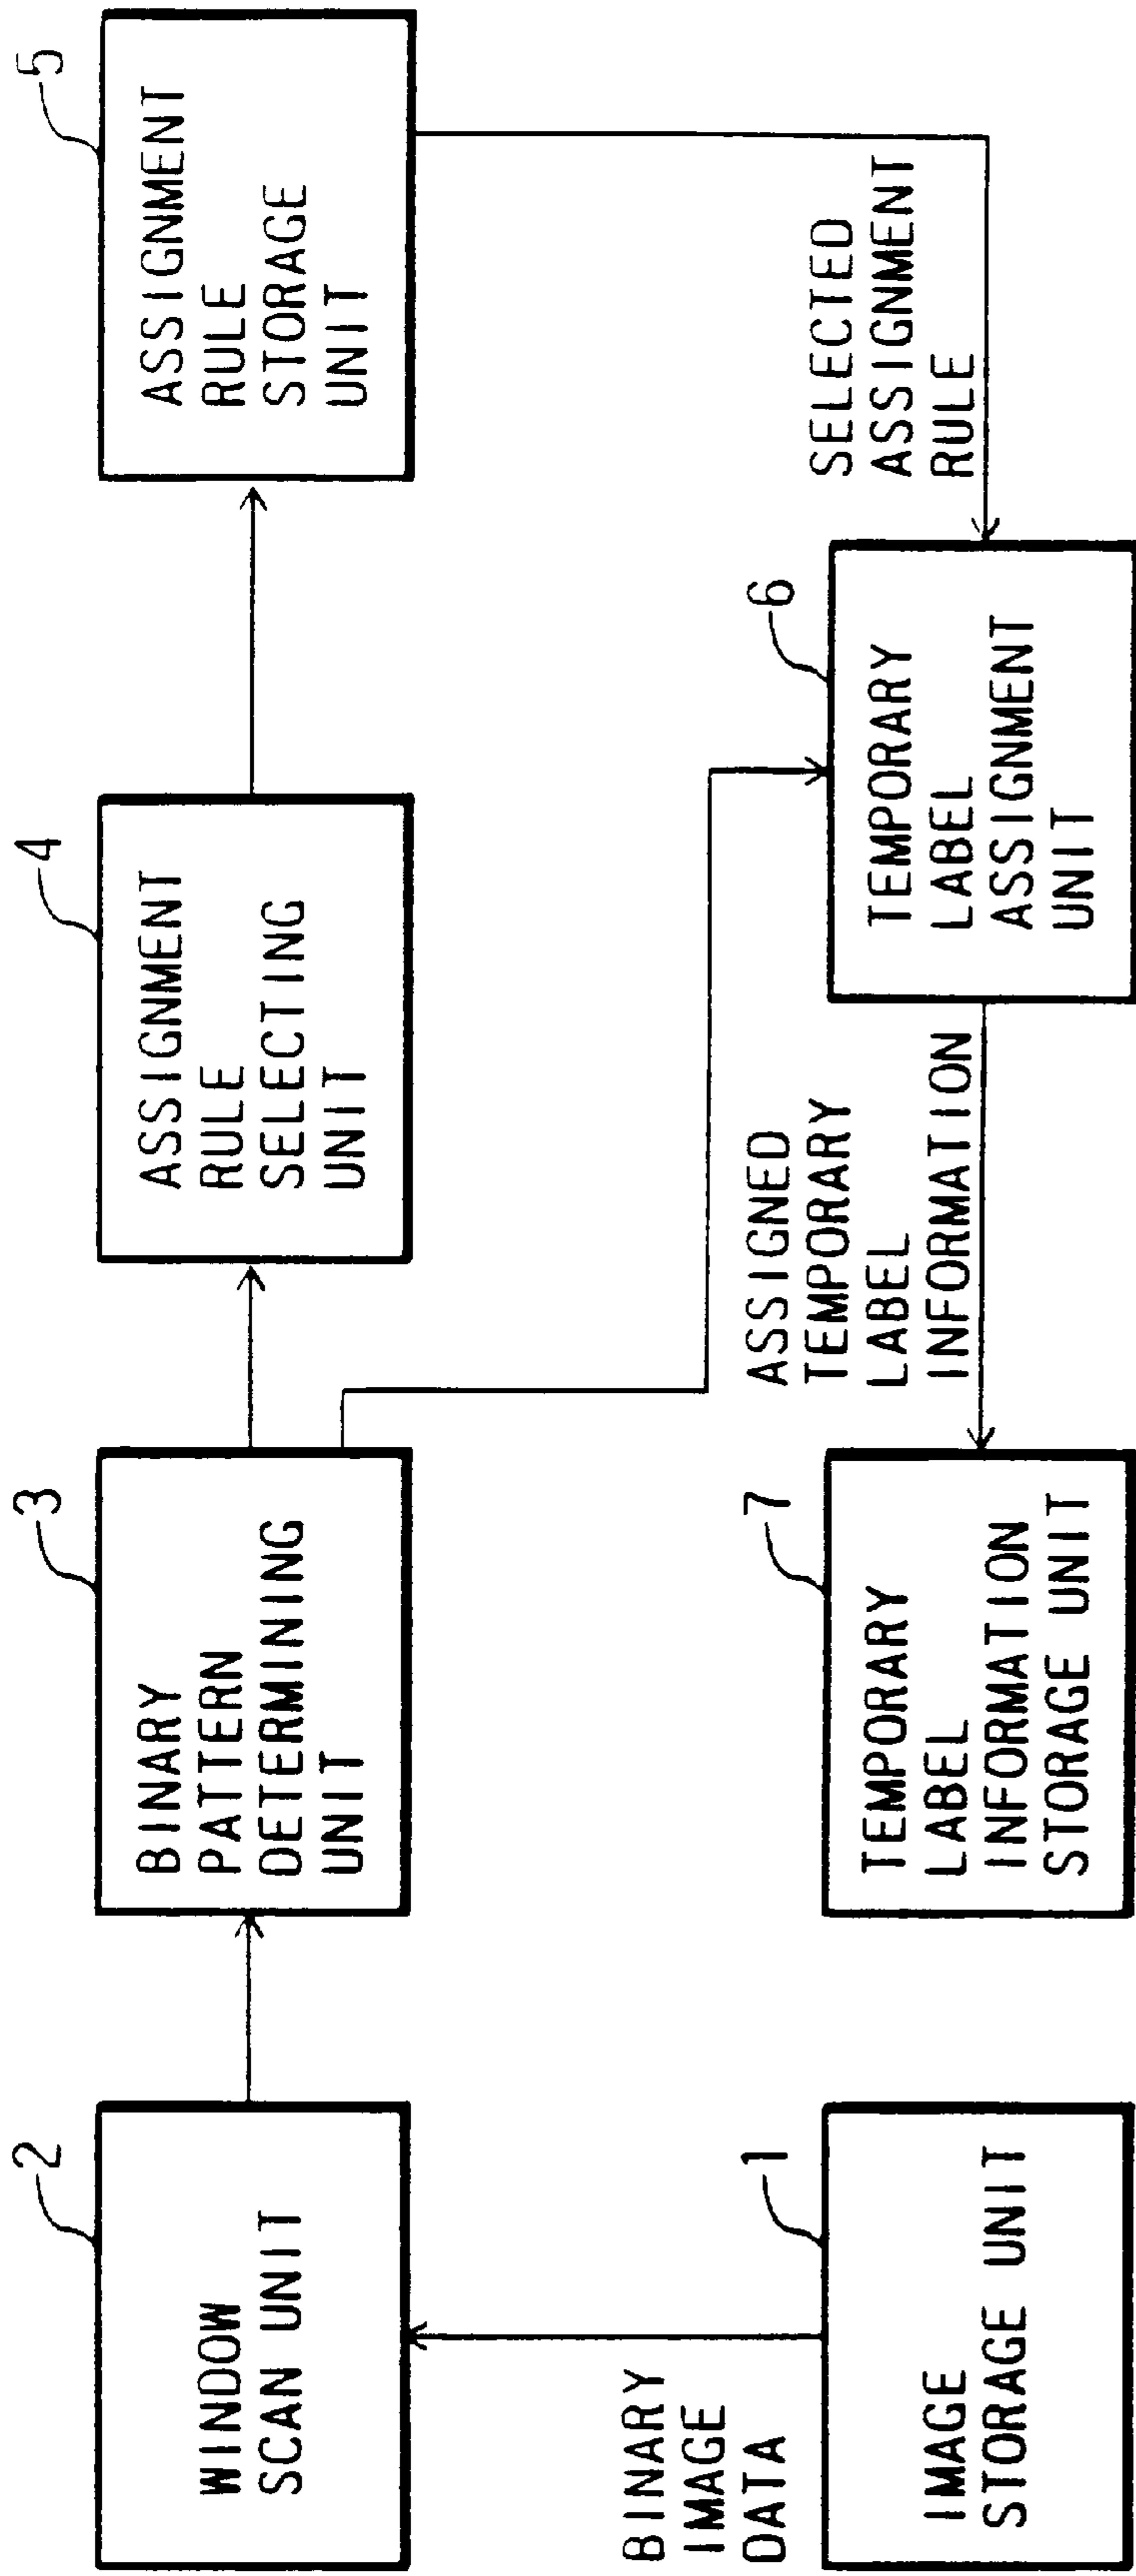 2
WINDOW
SCAN UNIT
3
BINARY
PATTERN
DETERMINING
UNIT
4
ASSIGNMENT
RULE
SELECTING
UNIT
5
ASSIGNMENT
RULE
STORAGE
UNIT
BINARY
IMAGE
DATA
1
IMAGE
STORAGE UNIT
7
TEMPORARY
LABEL
INFORMATION
STORAGE UNIT
ASSIGNED
TEMPORARY
LABEL
INFORMATION
6
TEMPORARY
LABEL
ASSIGNMENT
UNIT
SELECTED
ASSIGNMENT
RULE